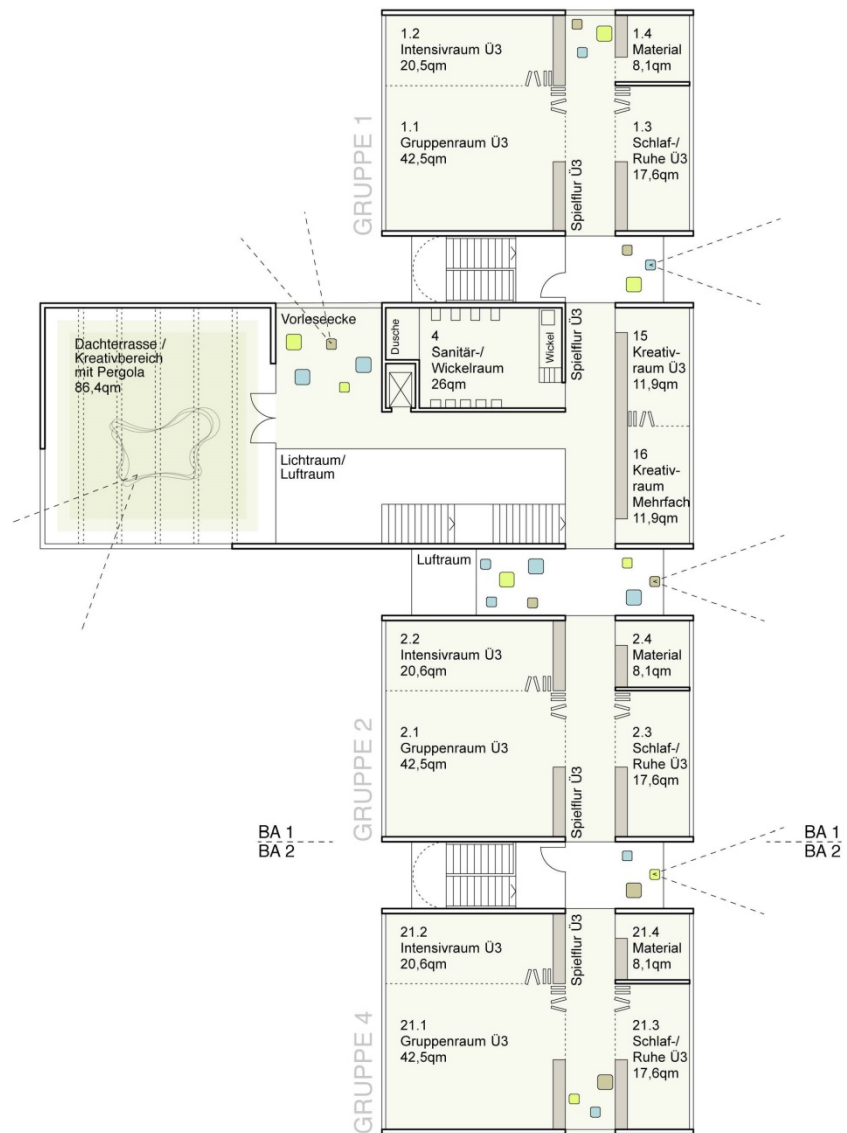 GRUPPE 1
1.2
Intensivraum Ü3
20,5qm
1.1
Gruppenraum Ü3
42,5qm
Spielflur Ü3
1.4
Material
8,1qm
1.3
Schlaf-/
Ruhe Ü3
17,6qm
Dachterrasse /
Kreativbereich
mit Pergola
86,4qm
Vorleseecke
Dusche
4
Sanitär-/
Wickelraum
26qm
Wickel
Spielflur Ü3
15
Kreativ-
raum Ü3
11,9qm
16
Kreativ-
raum
Mehrfach
11,9qm
Lichtraum/
Luftraum
Luftraum
GRUPPE 2
2.2
Intensivraum Ü3
20,6qm
2.1
Gruppenraum Ü3
42,5qm
Spielflur Ü3
2.4
Material
8,1qm
2.3
Schlaf-/
Ruhe Ü3
17,6qm
BA 1
BA 2
BA 1
BA 2
GRUPPE 4
21.2
Intensivraum Ü3
20,6qm
21.1
Gruppenraum Ü3
42,5qm
Spielflur Ü3
21.4
Material
8,1qm
21.3
Schlaf-/
Ruhe Ü3
17,6qm